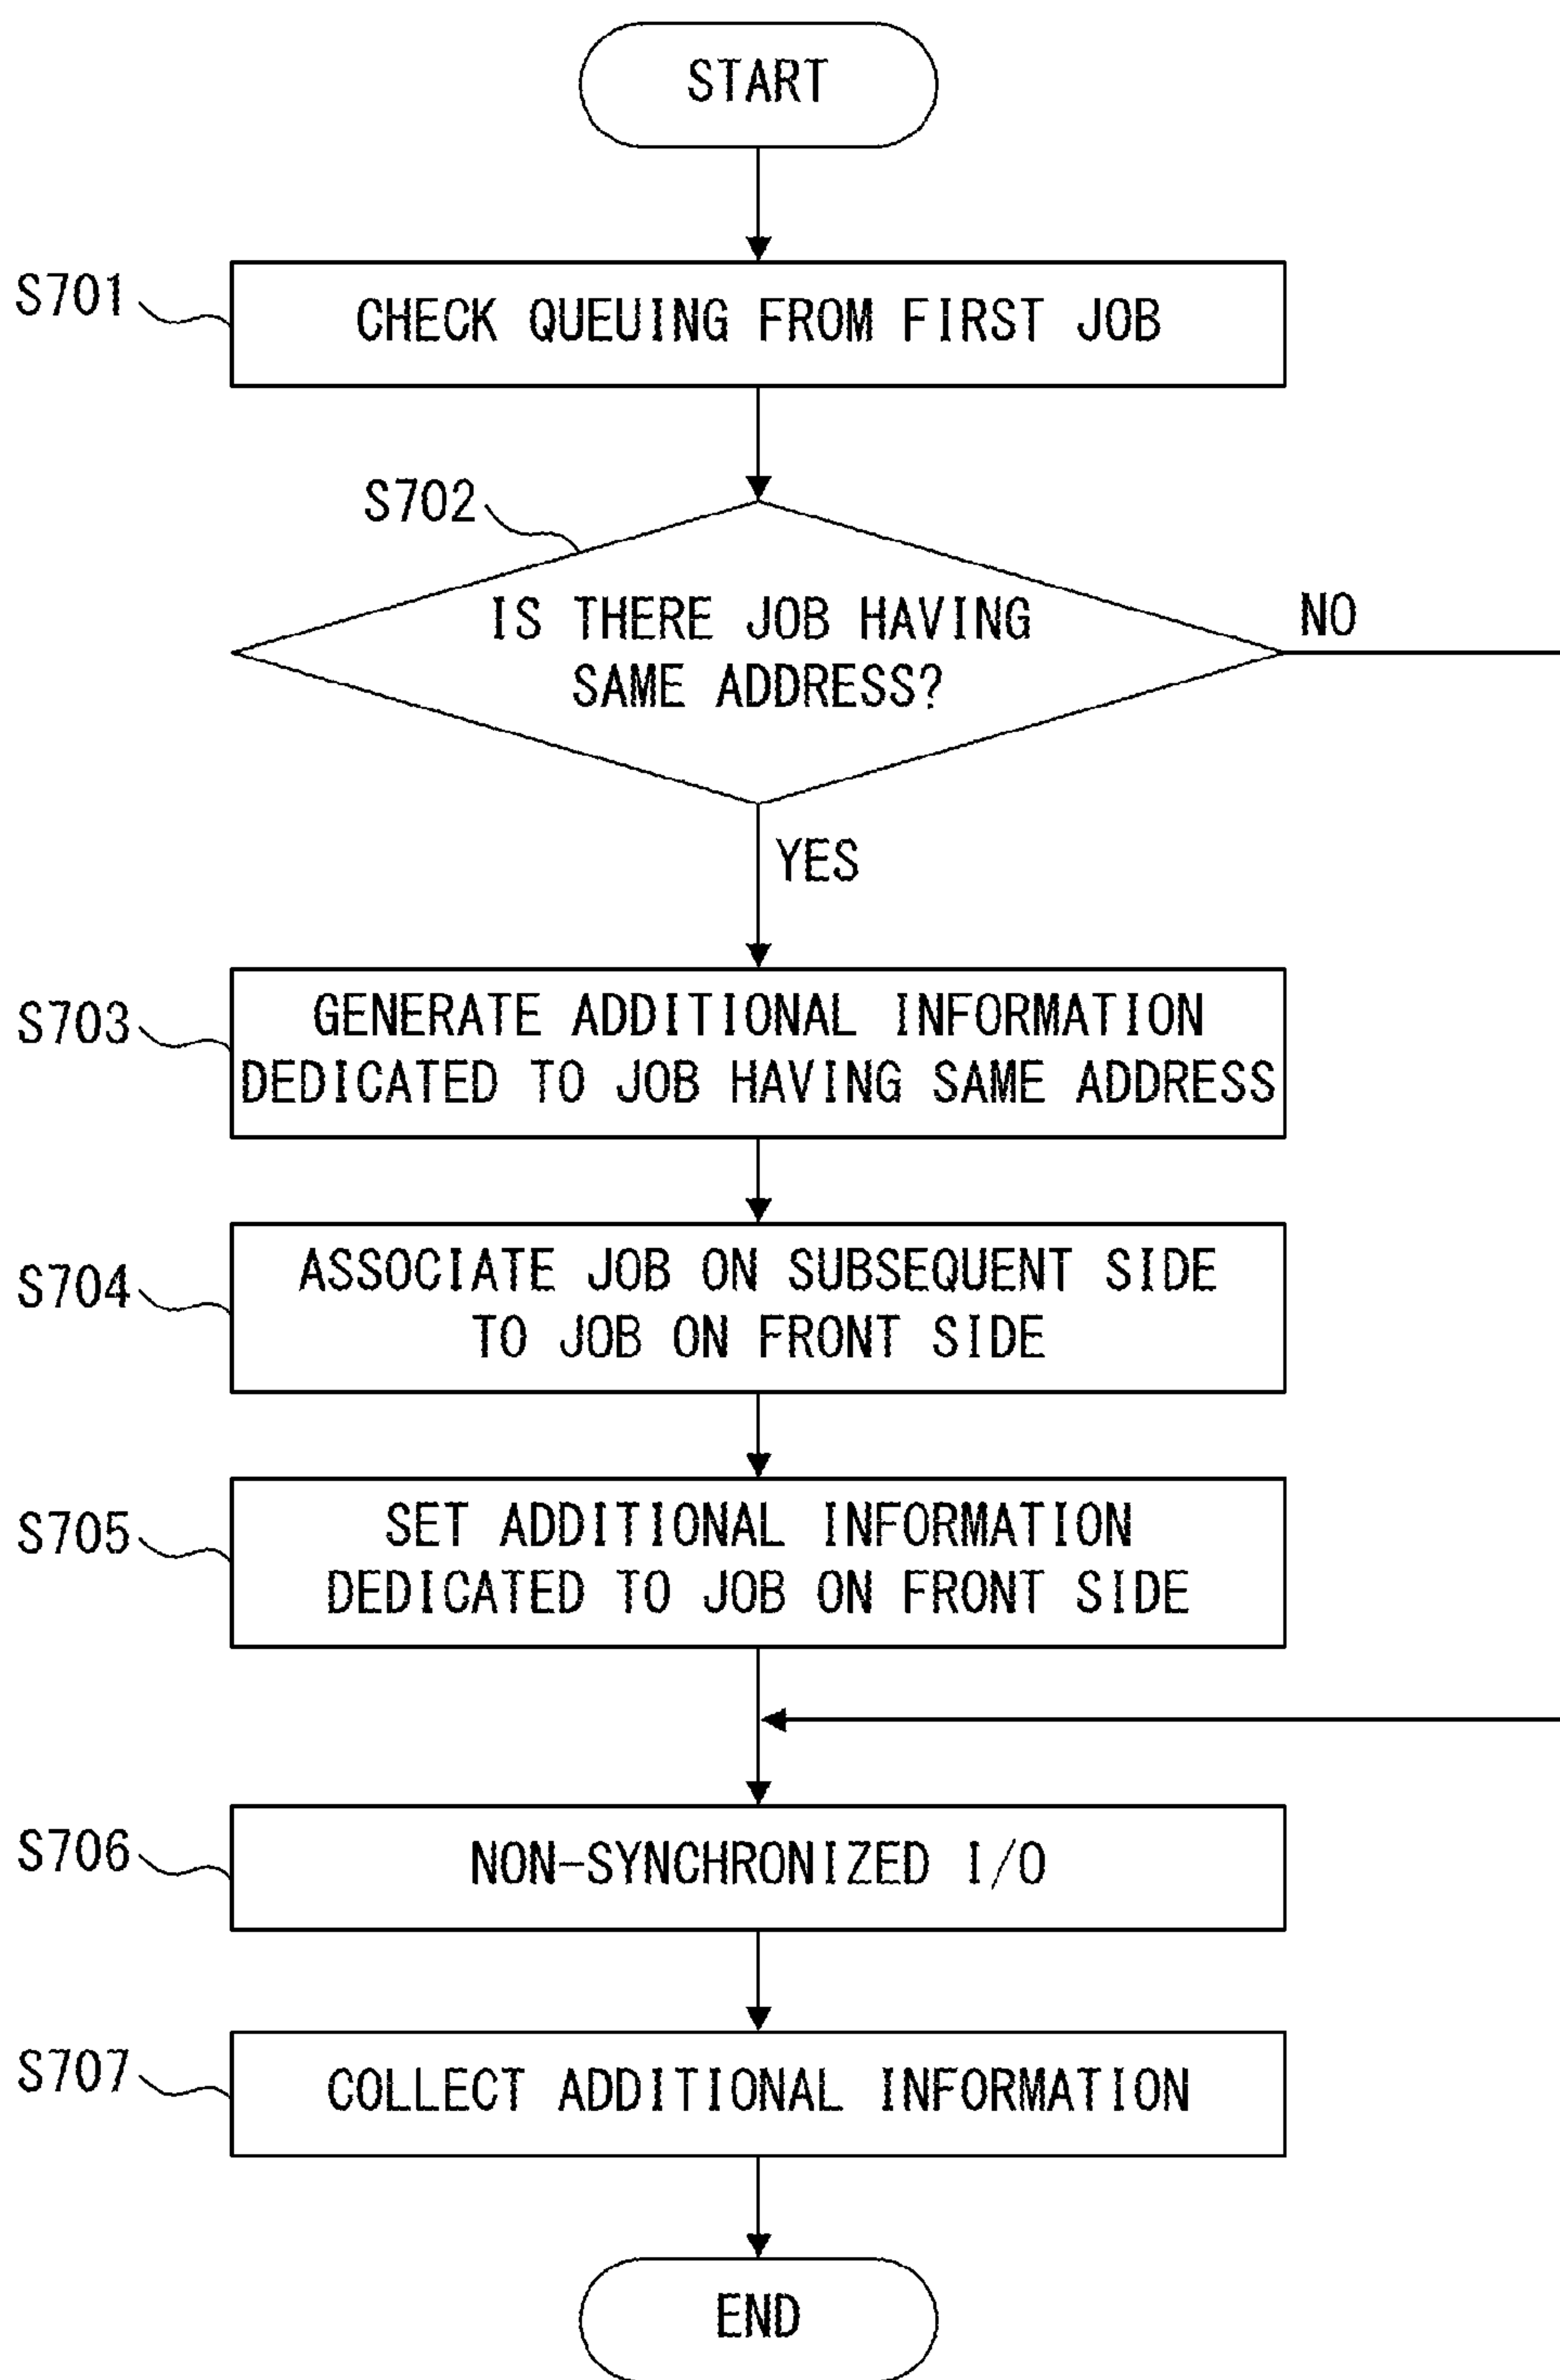 START
S701
CHECK QUEUING FROM FIRST JOB
S702
IS THERE JOB HAVING
SAME ADDRESS?
NO
YES
S703
GENERATE ADDITIONAL INFORMATION
DEDICATED TO JOB HAVING SAME ADDRESS
S704
ASSOCIATE JOB ON SUBSEQUENT SIDE
TO JOB ON FRONT SIDE
S705
SET ADDITIONAL INFORMATION
DEDICATED TO JOB ON FRONT SIDE
S706
NON-SYNCHRONIZED I/O
S707
COLLECT ADDITIONAL INFORMATION
END